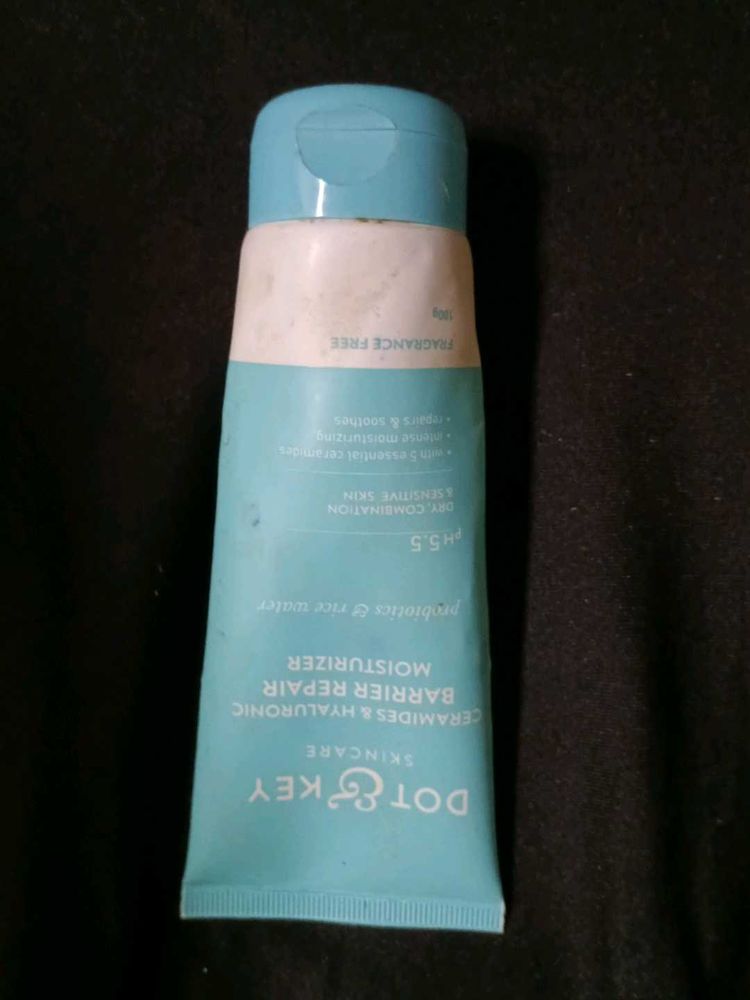 DOT & KEY
SKINCARE
CERAMIDES & HYALURONIC
BARRIER REPAIR
MOISTURIZER
probiotics & rice water
pH 5.5
DRY, COMBINATION
& SENSITIVE SKIN
• with 5 essential ceramides
• intense moisturizing
• repairs & soothes
FRAGRANCE FREE
100g